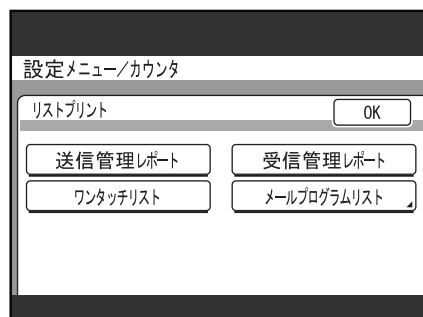 設定メニュー/カウンタ
リストプリント OK
送信管理レポート 受信管理レポート
ワンタッチリスト メールプログラムリスト